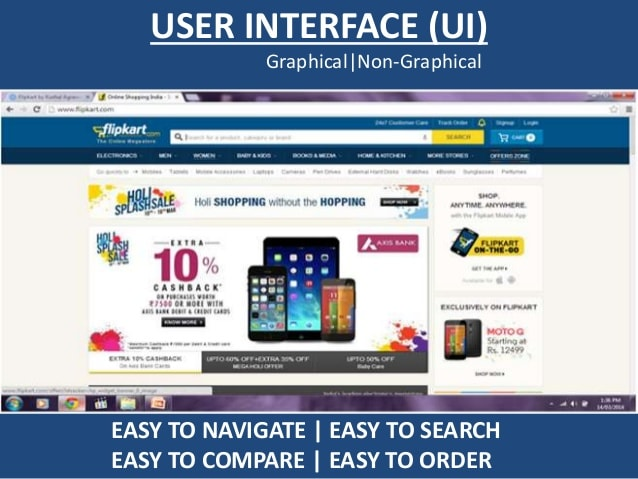 USER INTERFACE (UI)
Graphical|Non-Graphical
Online Shopping India -
www.flipkart.com
24x7 Customer Care Track Order Signup Login
flipkart.com
The Online Megastore
Search for a product, category or brand
SEARCH
CART 0
ELECTRONICS MEN WOMEN BABY & KIDS BOOKS & MEDIA HOME & KITCHEN MORE STORES OFFERS ZONE
Go quickly to → Mobiles Tablets Mobile Accessories Laptops Cameras Pen Drives External Hard Disks Watches eBooks Sunglasses Perfumes
HOLI SPLASH SALE
Holi SHOPPING without the HOPPING
SHOP NOW
SHOP.
ANYTIME. ANYWHERE.
with the Flipkart Mobile App
FLIPKART
ON-THE-GO
GET THE APP
Available for
HOLI
SPLASH
SALE
EXTRA
10%
CASHBACK*
ON PURCHASES WORTH
₹7500 OR MORE WITH
AXIS BANK DEBIT & CREDIT CARDS
KNOW MORE
AXIS BANK
EXCLUSIVELY ON FLIPKART
MOTO G
Starting at
Rs. 12499
SHOP NOW
EXTRA 10% CASHBACK
On Axis Bank Cards
UPTO 60% OFF+EXTRA 35% OFF
MEGA HOLI OFFER
UPTO 50% OFF
Baby Care
1:36 PM
14/03/2014
EASY TO NAVIGATE | EASY TO SEARCH
EASY TO COMPARE | EASY TO ORDER